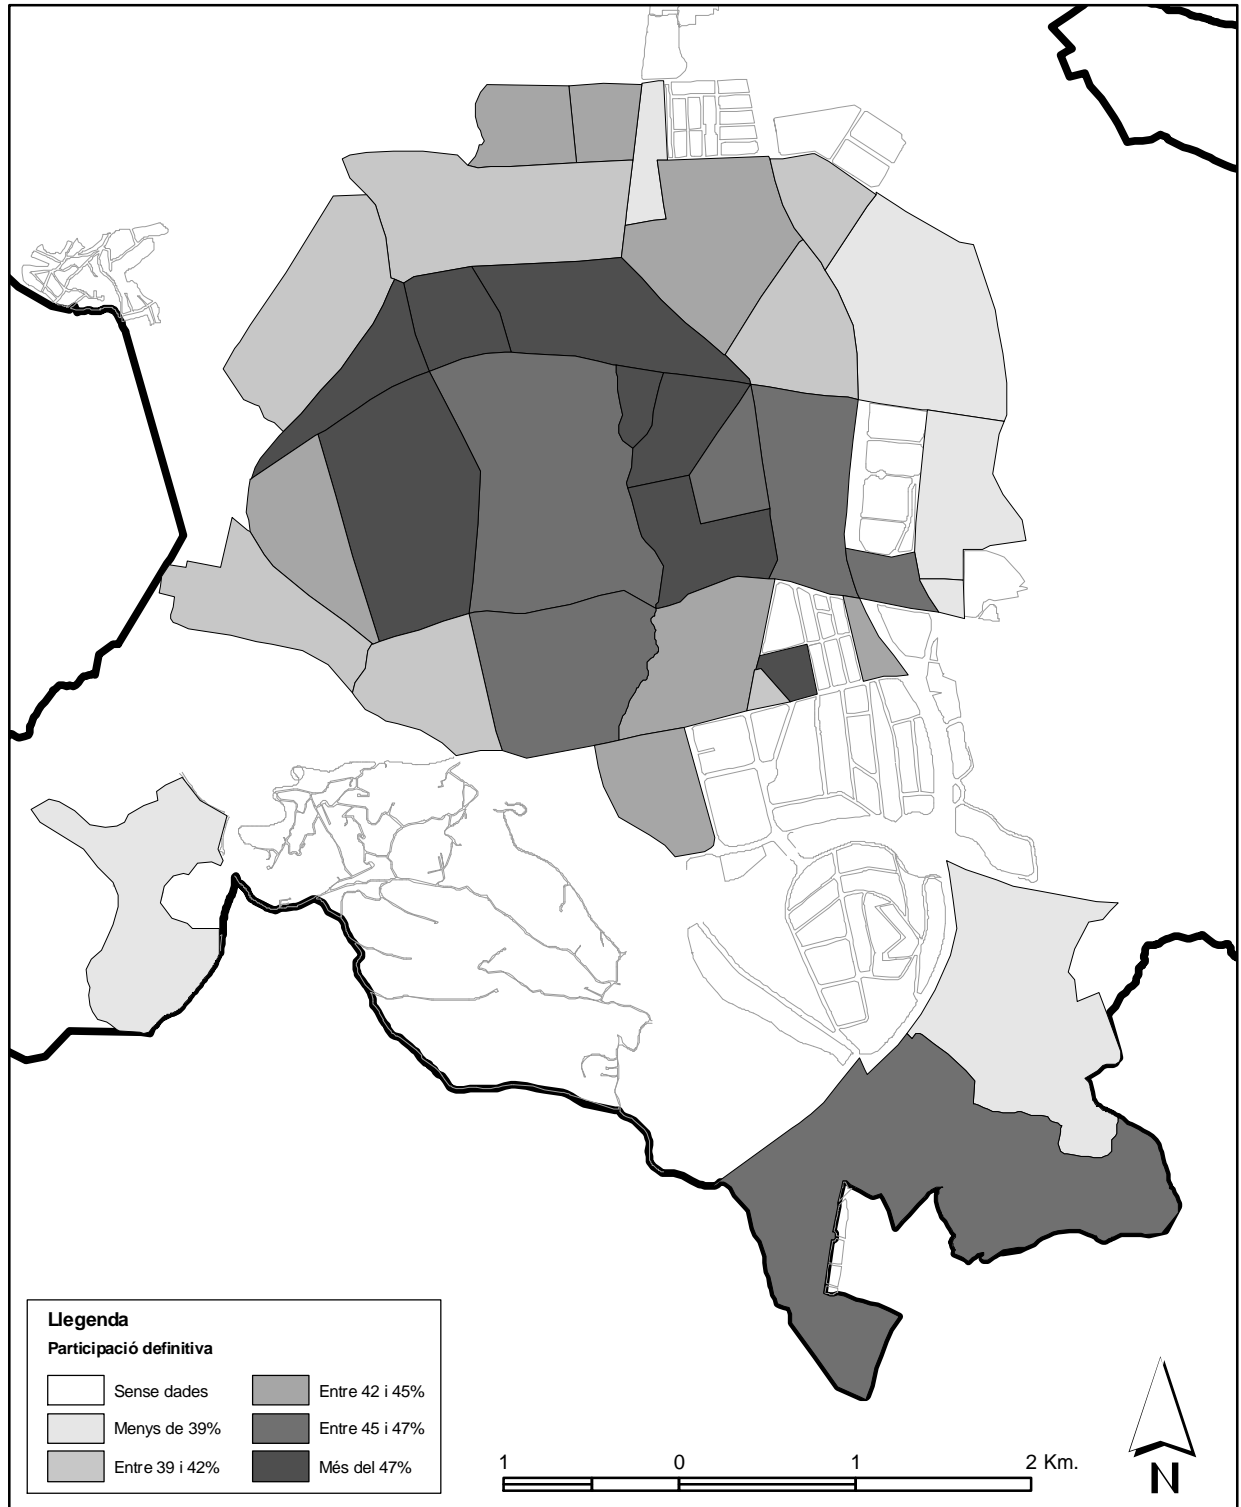 Llegenda
Participació definitiva
Sense dades
Menys de 39%
Entre 39 i 42%
Entre 42 i 45%
Entre 45 i 47%
Més del 47%
1 0 1 2 Km.
N